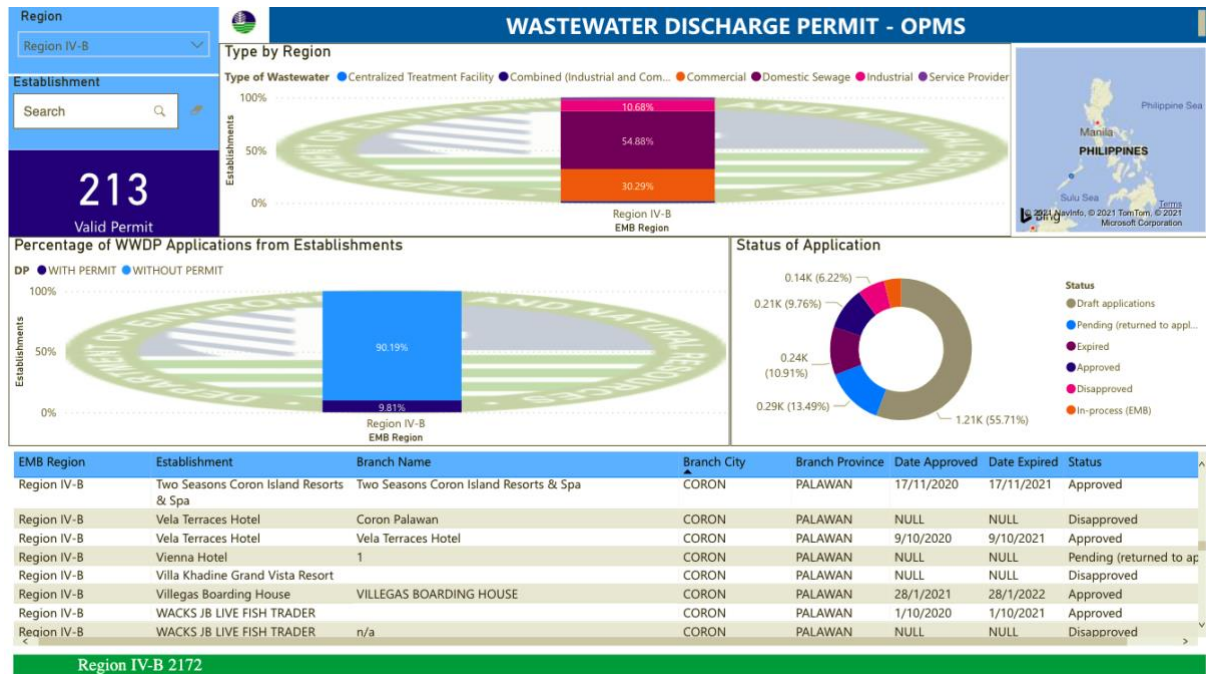 Region
WASTEWATER DISCHARGE PERMIT - OPMS
Region IV-B
Establishment
Search
213
Valid Permit
Type by Region
Type of Wastewater Centralized Treatment Facility Combined (Industrial and Com... Commercial Domestic Sewage Industrial Service Provider
100%
50%
0%
Establishments
10.68%
54.88%
30.29%
Region IV-B
EMB Region
Philippine Sea
Manila
PHILIPPINES
Sulu Sea
Terms
© 2021 NavInfo, © 2021 TomTom, © 2021
Microsoft Corporation
Percentage of WWDP Applications from Establishments
DP WITH PERMIT WITHOUT PERMIT
100%
50%
0%
Establishments
90.19%
9.81%
Region IV-B
EMB Region
Status of Application
0.14K (6.22%)
0.21K (9.76%)
0.24K
(10.91%)
0.29K (13.49%)
1.21K (55.71%)
Status
Draft applications
Pending (returned to appl...
Expired
Approved
Disapproved
In-process (EMB)
EMB Region Establishment Branch Name Branch City Branch Province Date Approved Date Expired Status
Region IV-B Two Seasons Coron Island Resorts Two Seasons Coron Island Resorts & Spa CORON PALAWAN 17/11/2020 17/11/2021 Approved
& Spa
Region IV-B Vela Terraces Hotel Coron Palawan CORON PALAWAN NULL NULL Disapproved
Region IV-B Vela Terraces Hotel Vela Terraces Hotel CORON PALAWAN 9/10/2020 9/10/2021 Approved
Region IV-B Vienna Hotel 1 CORON PALAWAN NULL NULL Pending (returned to ap
Region IV-B Villa Khadine Grand Vista Resort CORON PALAWAN NULL NULL Disapproved
Region IV-B Villegas Boarding House VILLEGAS BOARDING HOUSE CORON PALAWAN 28/1/2021 28/1/2022 Approved
Region IV-B WACKS JB LIVE FISH TRADER CORON PALAWAN 1/10/2020 1/10/2021 Approved
Region IV-B WACKS JB LIVE FISH TRADER n/a CORON PALAWAN NULL NULL Disapproved
Region IV-B 2172